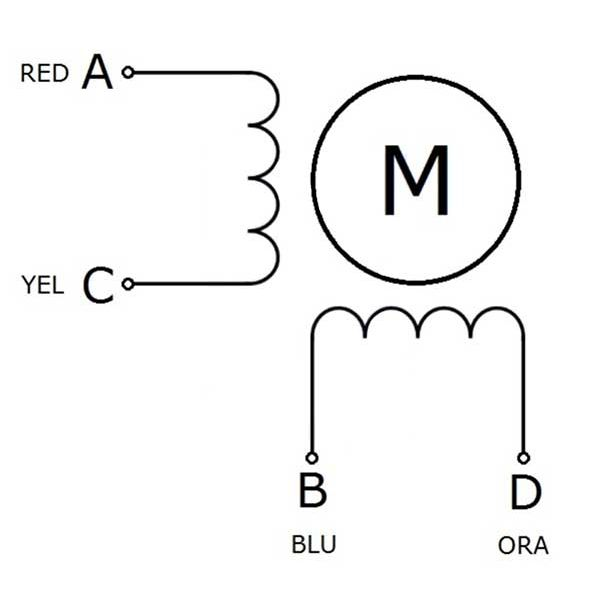 RED A
M
YEL C
B D
BLU ORA